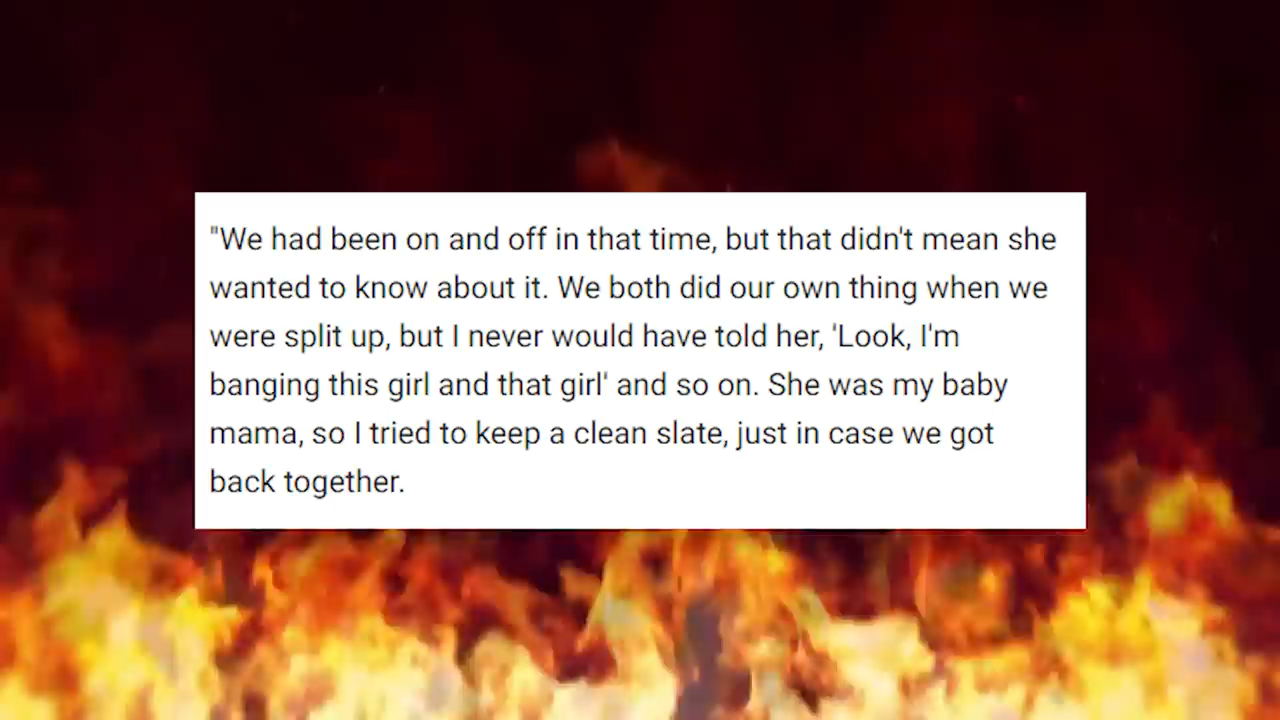 "We had been on and off in that time, but that didn't mean she
wanted to know about it. We both did our own thing when we
were split up, but I never would have told her, 'Look, I'm
banging this girl and that girl' and so on. She was my baby
mama, so I tried to keep a clean slate, just in case we got
back together.